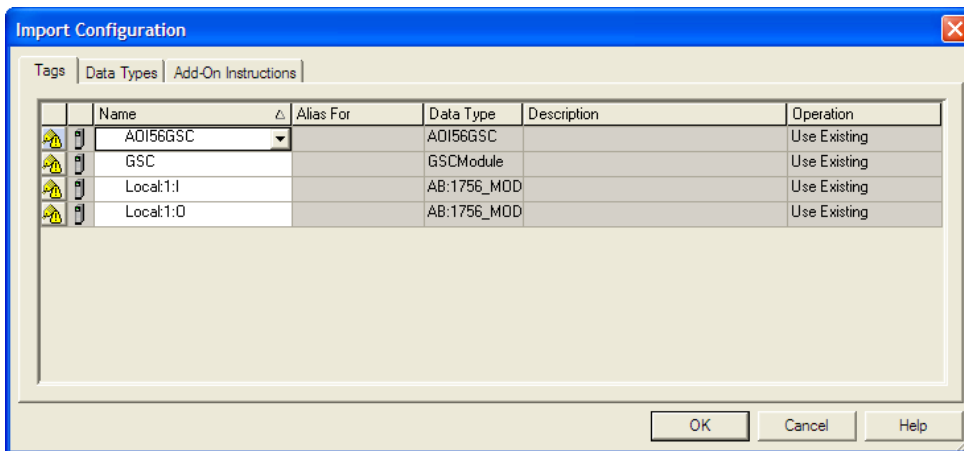 Import Configuration
Tags Data Types Add-On Instructions
Name Alias For Data Type Description Operation
AOI56GSC AOI56GSC Use Existing
GSC GSCModule Use Existing
Local:1:I AB:1756_MOD Use Existing
Local:1:O AB:1756_MOD Use Existing
OK Cancel Help